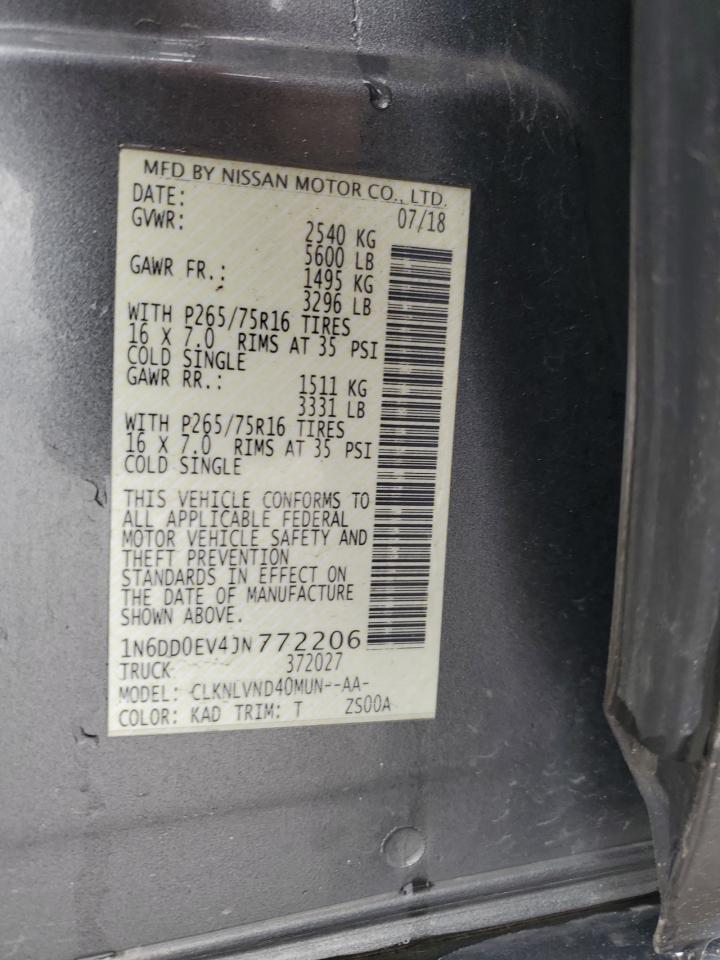 MFD BY NISSAN MOTOR CO., LTD.
DATE: 07/18
GVWR: 2540 KG
5600 LB
GAWR FR.: 1495 KG
3296 LB
WITH P265/75R16 TIRES
16 X 7.0 RIMS AT 35 PSI
COLD SINGLE
GAWR RR.: 1511 KG
3331 LB
WITH P265/75R16 TIRES
16 X 7.0 RIMS AT 35 PSI
COLD SINGLE
THIS VEHICLE CONFORMS TO
ALL APPLICABLE FEDERAL
MOTOR VEHICLE SAFETY AND
THEFT PREVENTION
STANDARDS IN EFFECT ON
THE DATE OF MANUFACTURE
SHOWN ABOVE.
1N6DD0EV4JN772206
TRUCK 372027
MODEL: CLKNLVND40MUN--AA-
COLOR: KAD TRIM: T ZS00A